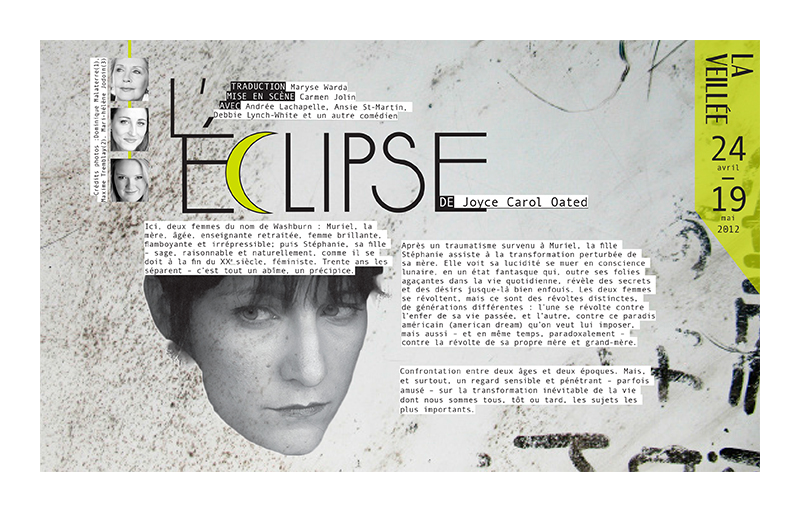 Crédits photos :Dominique Malaterre(1),
Maxime Tremblay(2), Mari-hélène Jodoin(3)
L'ÉCLIPSE
TRADUCTION Maryse Warda
MISE EN SCÈNE Carmen Jolin
AVEC Andrée Lachapelle, Ansie St-Martin,
Debbie Lynch-White et un autre comédien
DE Joyce Carol Oated
LA
VEILLÉE
24
avril
–
19
mai
2012
Ici, deux femmes du nom de Washburn : Muriel, la
mère, âgée, enseignante retraitée, femme brillante,
flamboyante et irrépressible; puis Stéphanie, sa fille
– sage, raisonnable et naturellement, comme il se
doit à la fin du XXe siècle, féministe, Trente ans les
séparent – c'est tout un abîme, un précipice.
Après un traumatisme survenu à Muriel, la fille
Stéphanie assiste à la transformation perturbée de
sa mère. Elle voit sa lucidité se muer en conscience
lunaire, en un état fantasque qui, outre ses folies
agaçantes dans la vie quotidienne, révèle des secrets
et des désirs jusque-là bien enfouis. Les deux femmes
se révoltent, mais ce sont des révoltes distinctes,
de générations différentes : l'une se révolte contre
l'enfer de sa vie passée, et l'autre, contre ce paradis
américain (american dream) qu'on veut lui imposer,
mais aussi – et en même temps, paradoxalement –
contre la révolte de sa propre mère et grand-mère.
Confrontation entre deux âges et deux époques. Mais,
et surtout, un regard sensible et pénétrant – parfois
amusé – sur la transformation inévitable de la vie
dont nous sommes tous, tôt ou tard, les sujets les
plus importants.